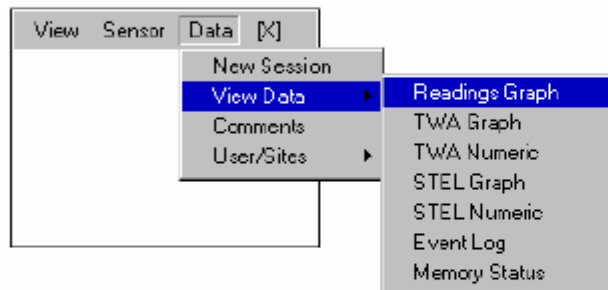 View Sensor Data [X]
New Session
View Data
Comments
User/Sites
Readings Graph
TWA Graph
TWA Numeric
STEL Graph
STEL Numeric
Event Log
Memory Status